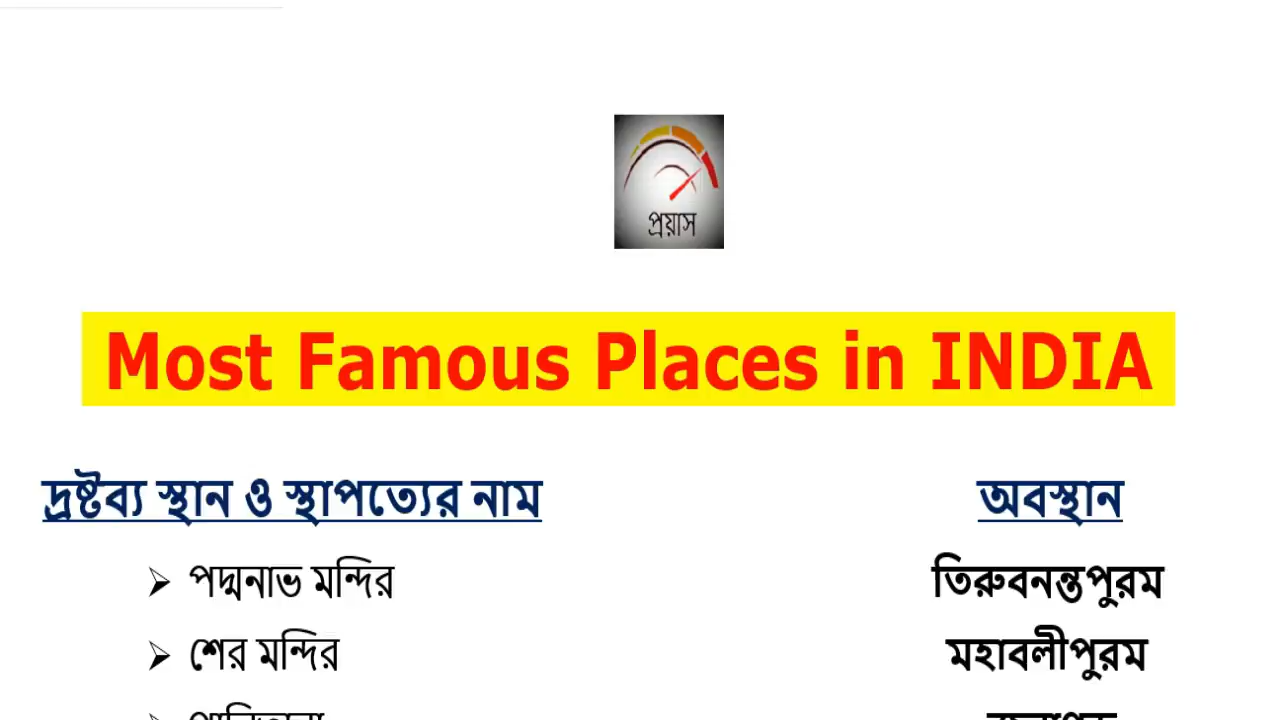 প্রয়াস
Most Famous Places in INDIA
দ্রষ্টব্য স্থান ও স্থাপত্যের নাম অবস্থান
➢ পদ্মনাভ মন্দির তিরুবনন্তপুরম
➢ শের মন্দির মহাবলীপুরম